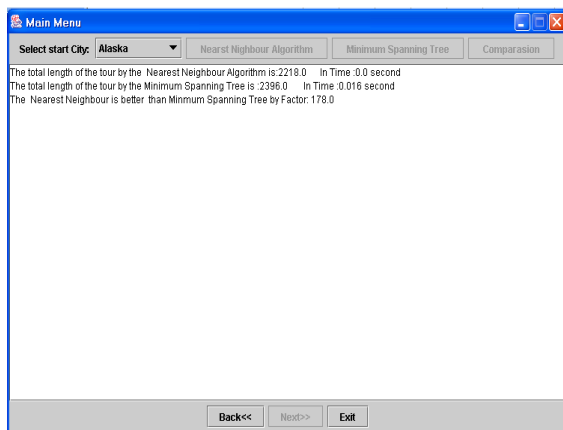 Main Menu
Select start City: Alaska Nearst Nighbour Algorithm Minimum Spanning Tree Comparasion
The total length of the tour by the Nearest Neighbour Algorithm is:2218.0 In Time :0.0 second
The total length of the tour by the Minimum Spanning Tree is :2396.0 In Time :0.016 second
The Nearest Neighbour is better than Minmum Spanning Tree by Factor: 178.0
Back<< Next>> Exit